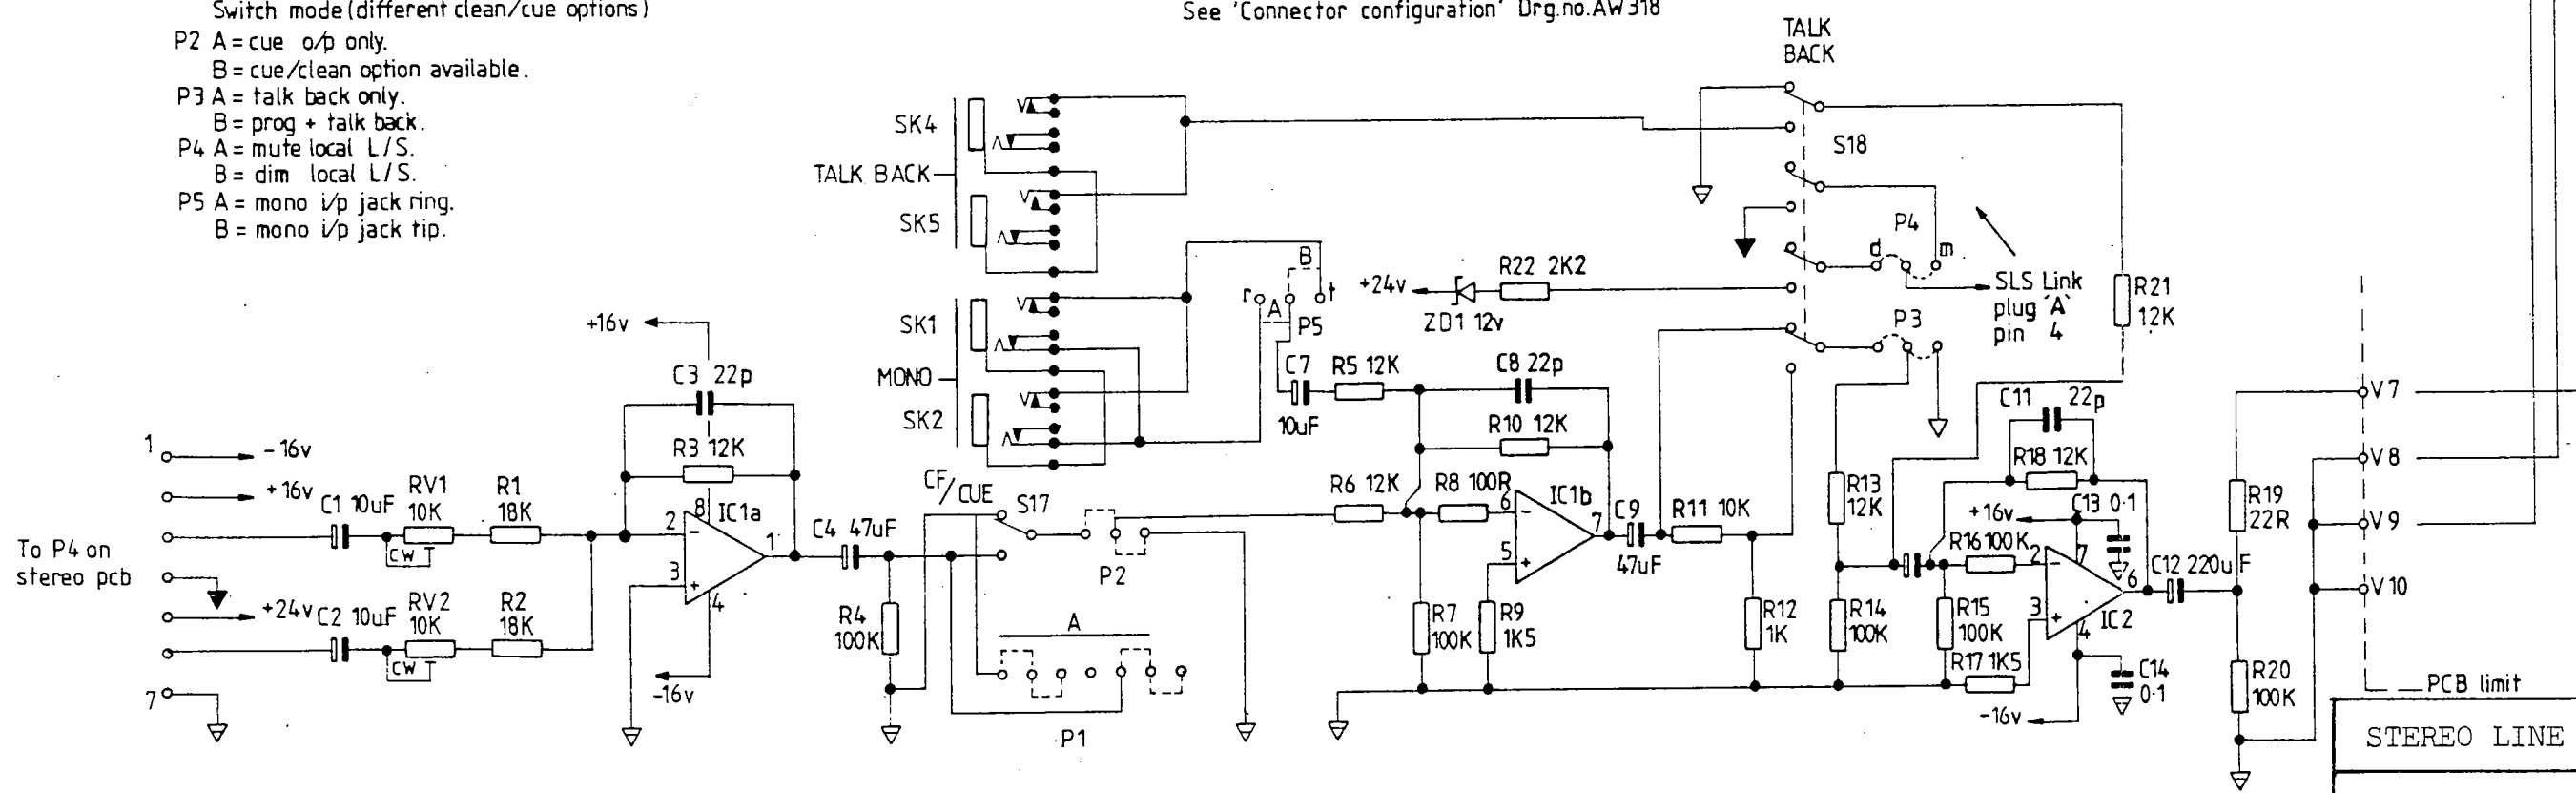 Switch mode (different clean/cue options)
P2 A = cue o/p only.
B = cue/clean option available.
P3 A = talk back only.
B = prog + talk back.
P4 A = mute local L/S.
B = dim local L/S.
P5 A = mono i/p jack ring.
B = mono i/p jack tip.
See 'Connector configuration' Drg.no.AW318
TALK
BACK
SK4
TALK BACK
SK5
S18
P4
d
m
SLS Link
plug 'A'
pin 4
R21
12K
+24v
R22 2K2
ZD1 12v
P3
B
r
t
A
P5
SK1
MONO
SK2
+16v
C3 22p
R3 12K
C7
10uF
R5 12K
C8 22p
R10 12K
C11
22p
R18 12K
V7
V8
V9
V10
1
-16v
+16v
C1 10uF
RV1
10K
R1
18K
CW T
8
IC1a
2
3
1
4
-16v
To P4 on
stereo pcb
+24v
C2 10uF
RV2
10K
R2
18K
CW T
7
C4 47uF
R4
100K
CF/CUE
S17
P2
A
P1
R6 12K
R8 100R
6
IC1b
5
7
C9
47uF
R11 10K
R7
100K
R9
1K5
R12
1K
R13
12K
R14
100K
+16v
C13 0.1
R16 100K
2
7
3
6
4
IC2
R15
100K
R17 1K5
-16v
C14
0.1
C12 220uF
R19
22R
R20
100K
PCB limit
STEREO LINE